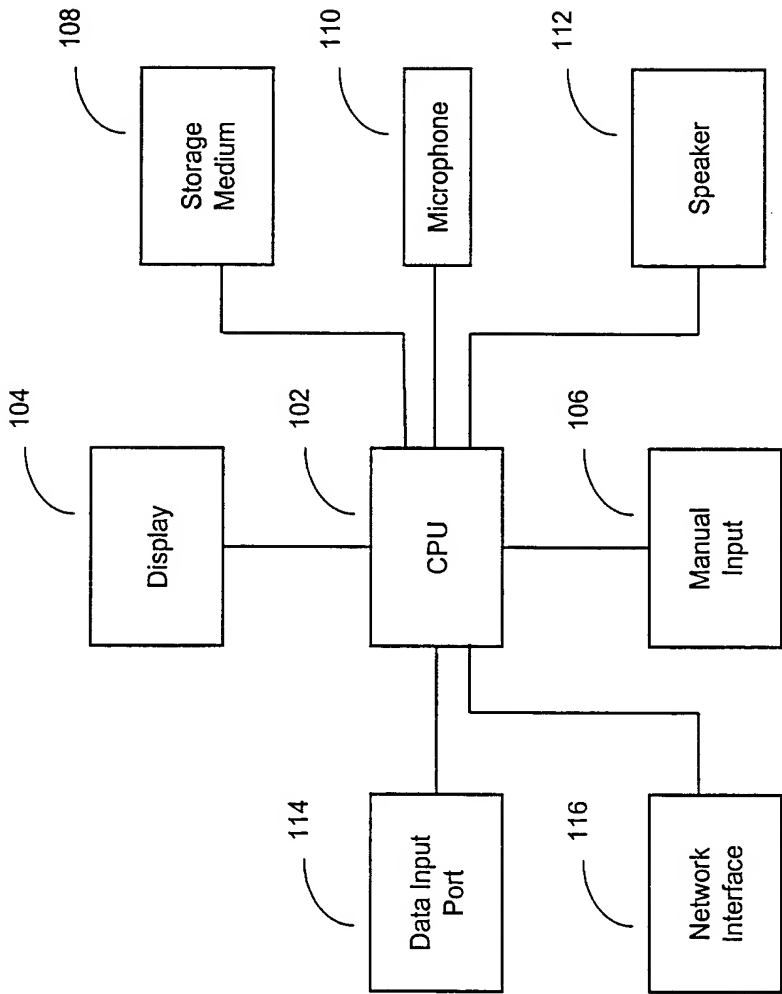 Network
Interface
116
Data Input
Port
114
Manual
Input
106
CPU
102
Display
104
Speaker
112
Microphone
110
Storage
Medium
108